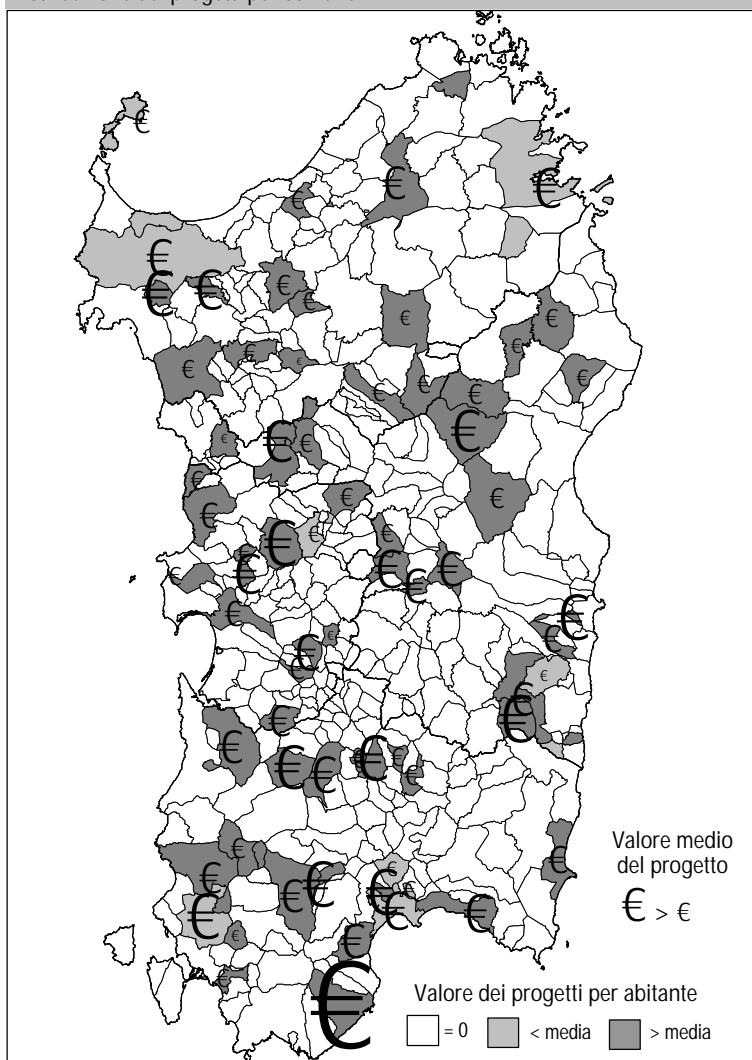 Valore medio
del progetto
€ > €
Valore dei progetti per abitante
= 0
< media
> media